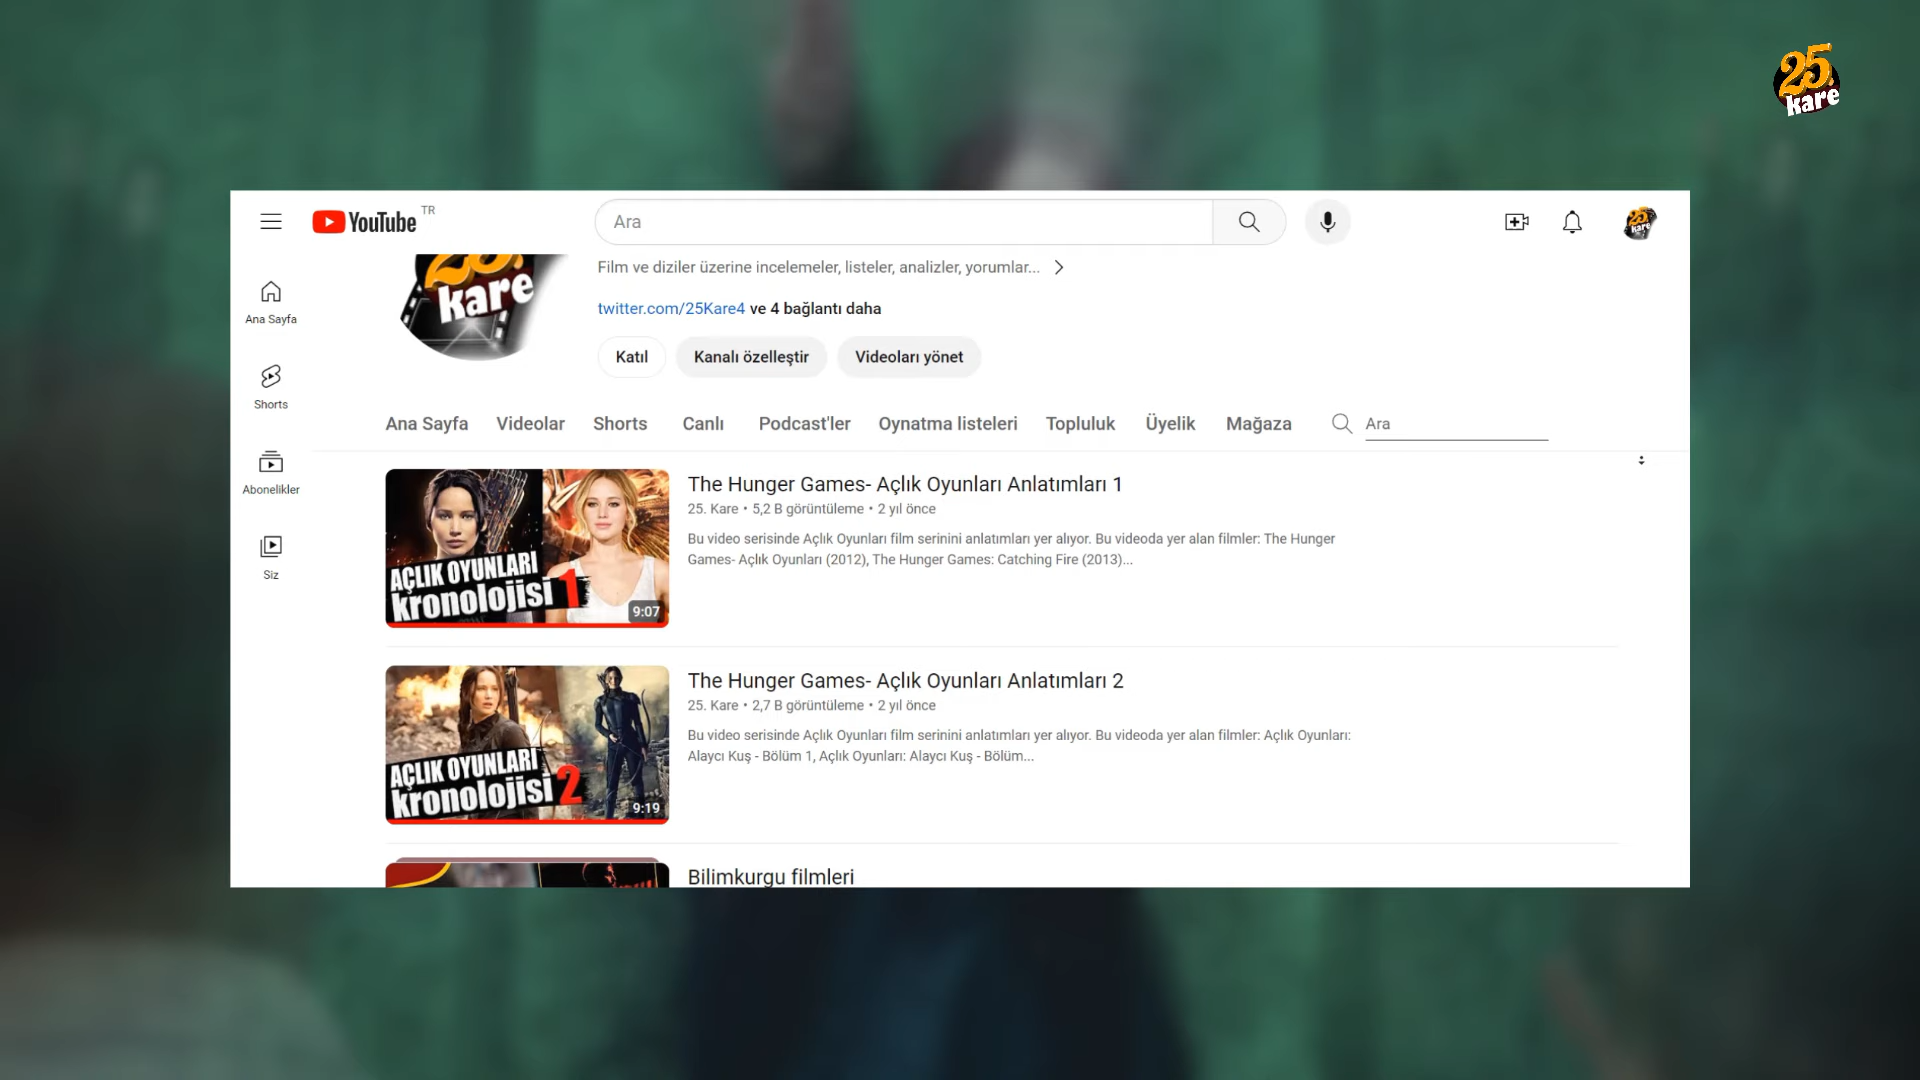 25.
kare
YouTube TR
Ara
25.
kare
Film ve diziler üzerine incelemeler, listeler, analizler, yorumlar...
kare
twitter.com/25Kare4 ve 4 bağlantı daha
Katıl
Kanalı özelleştir
Videoları yönet
Ana Sayfa
Shorts
Abonelikler
Siz
Ana Sayfa Videolar Shorts Canlı Podcast'ler Oynatma listeleri Topluluk Üyelik Mağaza Ara
AÇLIK OYUNLARI
kronolojisi 1
9:07
The Hunger Games- Açlık Oyunları Anlatımları 1
25. Kare • 5,2 B görüntüleme • 2 yıl önce
Bu video serisinde Açlık Oyunları film serinini anlatımları yer alıyor. Bu videoda yer alan filmler: The Hunger
Games- Açlık Oyunları (2012), The Hunger Games: Catching Fire (2013)...
AÇLIK OYUNLARI
kronolojisi 2
9:19
The Hunger Games- Açlık Oyunları Anlatımları 2
25. Kare • 2,7 B görüntüleme • 2 yıl önce
Bu video serisinde Açlık Oyunları film serinini anlatımları yer alıyor. Bu videoda yer alan filmler: Açlık Oyunları:
Alaycı Kuş - Bölüm 1, Açlık Oyunları: Alaycı Kuş - Bölüm...
Bilimkurgu filmleri